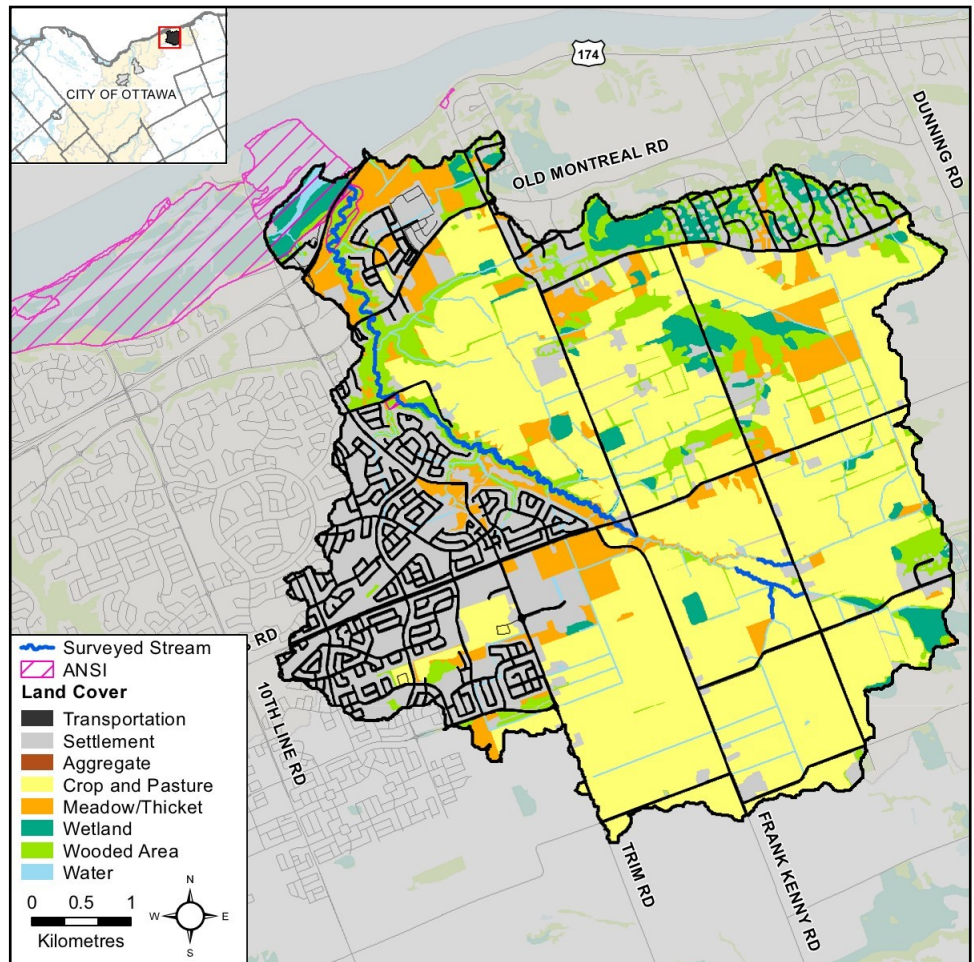 CITY OF OTTAWA
174
OLD MONTREAL RD
DUNNING RD
RD
10TH LINE RD
TRIM RD
FRANK KENNY RD
Surveyed Stream
ANSI
Land Cover
Transportation
Settlement
Aggregate
Crop and Pasture
Meadow/Thicket
Wetland
Wooded Area
Water
0 0.5 1
Kilometres
N
W E
S